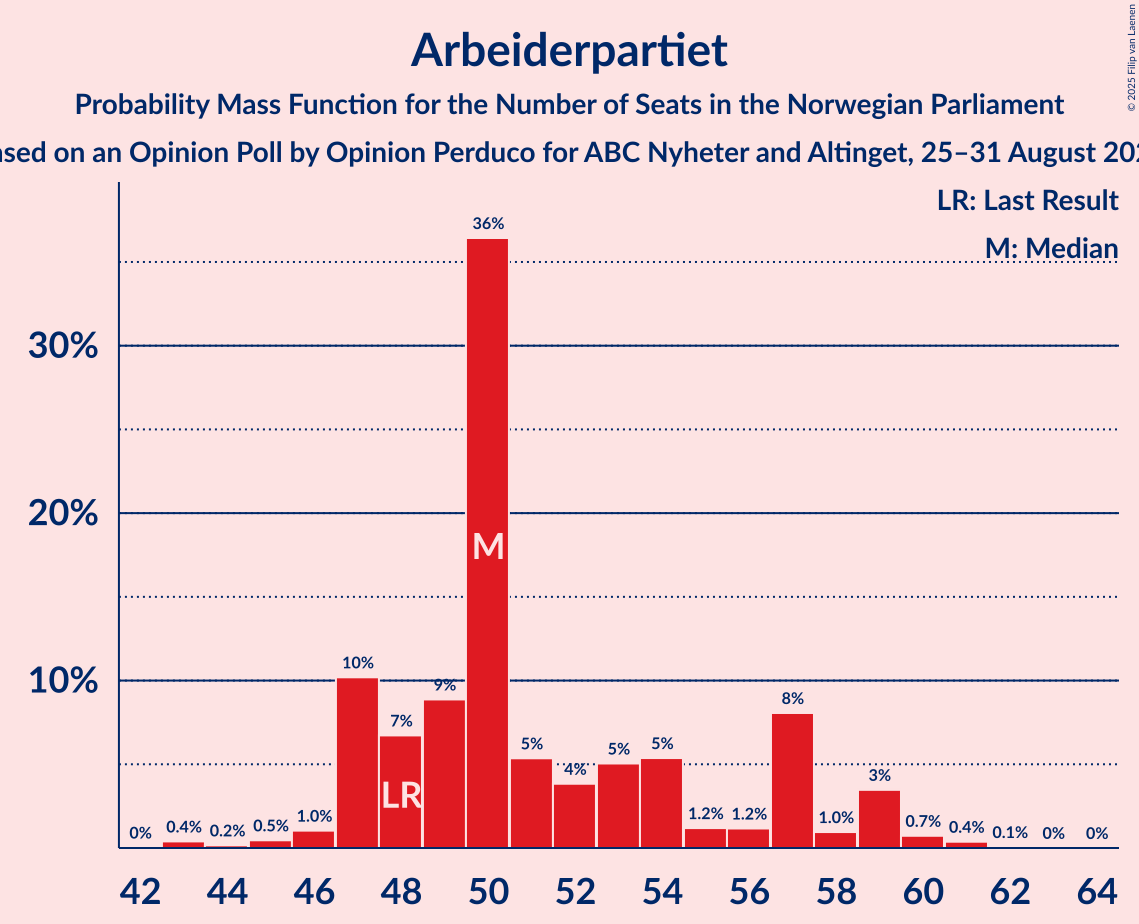 Arbeiderpartiet
Probability Mass Function for the Number of Seats in the Norwegian Parliament
on an Opinion Poll by Opinion Perduco for ABC Nyheter and Altinget, 25–31 August
© 2025 Filip van Laenen
LR: Last Result
M: Median
30%
20%
10%
0%
0.4%
0.2%
0.5%
1.0%
10%
7%
9%
36%
5%
4%
5%
5%
1.2%
1.2%
8%
1.0%
3%
0.7%
0.4%
0.1%
0%
0%
LR
M
42 44 46 48 50 52 54 56 58 60 62 64